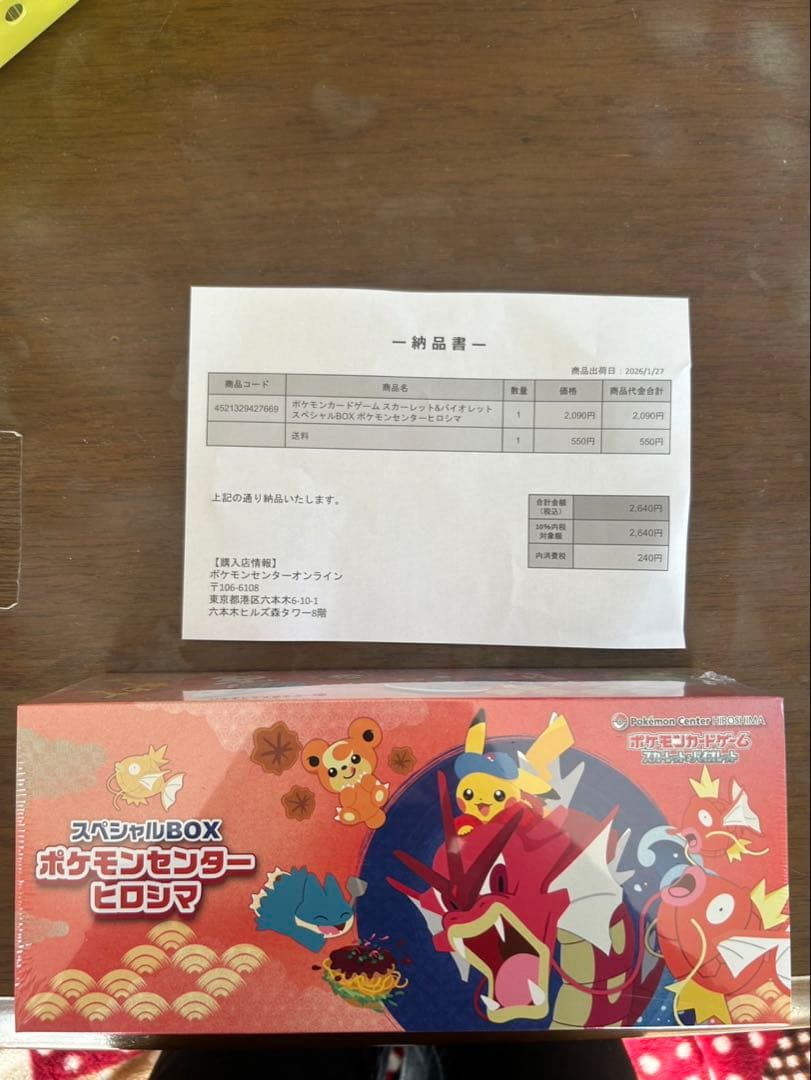 ー納品書ー
商品出荷日：2026/1/27
商品コード 商品名 数量 価格 商品代金合計
4521329427669 ポケモンカードゲーム スカーレット&バイオレット
スペシャルBOX ポケモンセンターヒロシマ 1 2,090円 2,090円
送料 1 550円 550円
上記の通り納品いたします。
合計金額
（税込） 2,640円
10%内税
対象額 2,640円
内消費税 240円
【購入店情報】
ポケモンセンターオンライン
〒106-6108
東京都港区六本木6-10-1
六本木ヒルズ森タワー8階
Pokémon Center HIROSHIMA
ポケモンカードゲーム
スカーレット&バイオレット
スペシャルBOX
ポケモンセンター
ヒロシマ